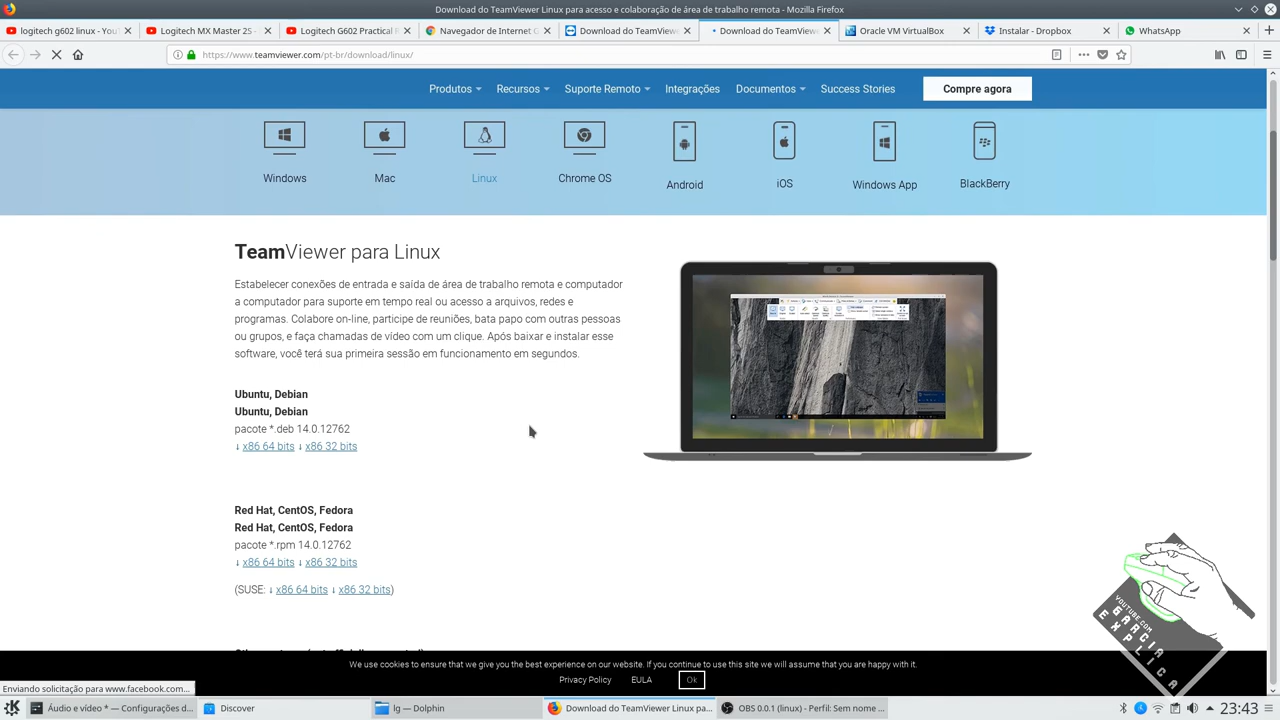 Download do TeamViewer Linux para acesso e colaboração de área de trabalho remota - Mozilla Firefox
logitech g602 linux - YouT
Logitech MX Master 2S -
Logitech G602 Practical R
Navegador de Internet G
Download do TeamViewe
Download do TeamViewe
Oracle VM VirtualBox
Instalar - Dropbox
WhatsApp
https://www.teamviewer.com/pt-br/download/linux/
Produtos
Recursos
Suporte Remoto
Integrações
Documentos
Success Stories
Compre agora
Windows
Mac
Linux
Chrome OS
Android
iOS
Windows App
BlackBerry
TeamViewer para Linux
Estabelecer conexões de entrada e saída de área de trabalho remota e computador
a computador para suporte em tempo real ou acesso a arquivos, redes e
programas. Colabore on-line, participe de reuniões, bata papo com outras pessoas
ou grupos, e faça chamadas de vídeo com um clique. Após baixar e instalar esse
software, você terá sua primeira sessão em funcionamento em segundos.
Ubuntu, Debian
Ubuntu, Debian
pacote *.deb 14.0.12762
↓ x86 64 bits ↓ x86 32 bits
Red Hat, CentOS, Fedora
Red Hat, CentOS, Fedora
pacote *.rpm 14.0.12762
↓ x86 64 bits ↓ x86 32 bits
(SUSE: ↓ x86 64 bits ↓ x86 32 bits)
YOUTUBE.COM
EGARCIA
EXPLICA
We use cookies to ensure that we give you the best experience on our website. If you continue to use this site we will assume that you are happy with it.
Privacy Policy
EULA
Ok
Enviando solicitação para www.facebook.com...
Áudio e vídeo * — Configurações d...
Discover
lg — Dolphin
Download do TeamViewer Linux pa...
OBS 0.0.1 (linux) - Perfil: Sem nome ...
23:43